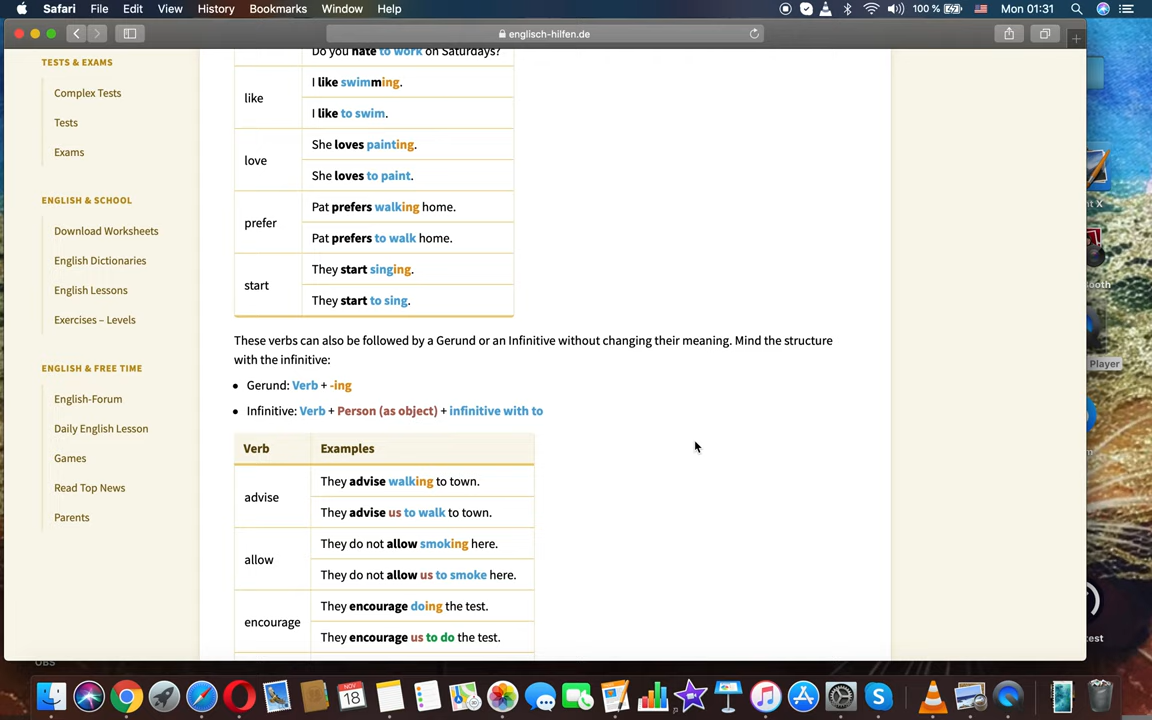 Safari File Edit View History Bookmarks Window Help 100 % Mon 01:31
englisch-hilfen.de
TESTS & EXAMS
Complex Tests
Tests
Exams
ENGLISH & SCHOOL
Download Worksheets
English Dictionaries
English Lessons
Exercises – Levels
ENGLISH & FREE TIME
English-Forum
Daily English Lesson
Games
Read Top News
Parents
Do you hate to work on Saturdays?
like
I like swimming.
I like to swim.
love
She loves painting.
She loves to paint.
prefer
Pat prefers walking home.
Pat prefers to walk home.
start
They start singing.
They start to sing.
These verbs can also be followed by a Gerund or an Infinitive without changing their meaning. Mind the structure
with the infinitive:
• Gerund: Verb + -ing
• Infinitive: Verb + Person (as object) + infinitive with to
Verb Examples
advise
They advise walking to town.
They advise us to walk to town.
allow
They do not allow smoking here.
They do not allow us to smoke here.
encourage
They encourage doing the test.
They encourage us to do the test.
Player
OBS
NOV
18